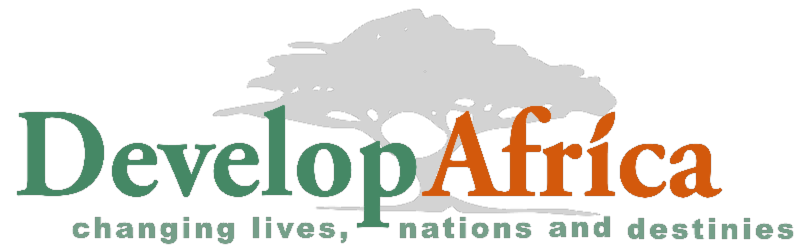 DevelopAfríca
changing lives, nations and destinies